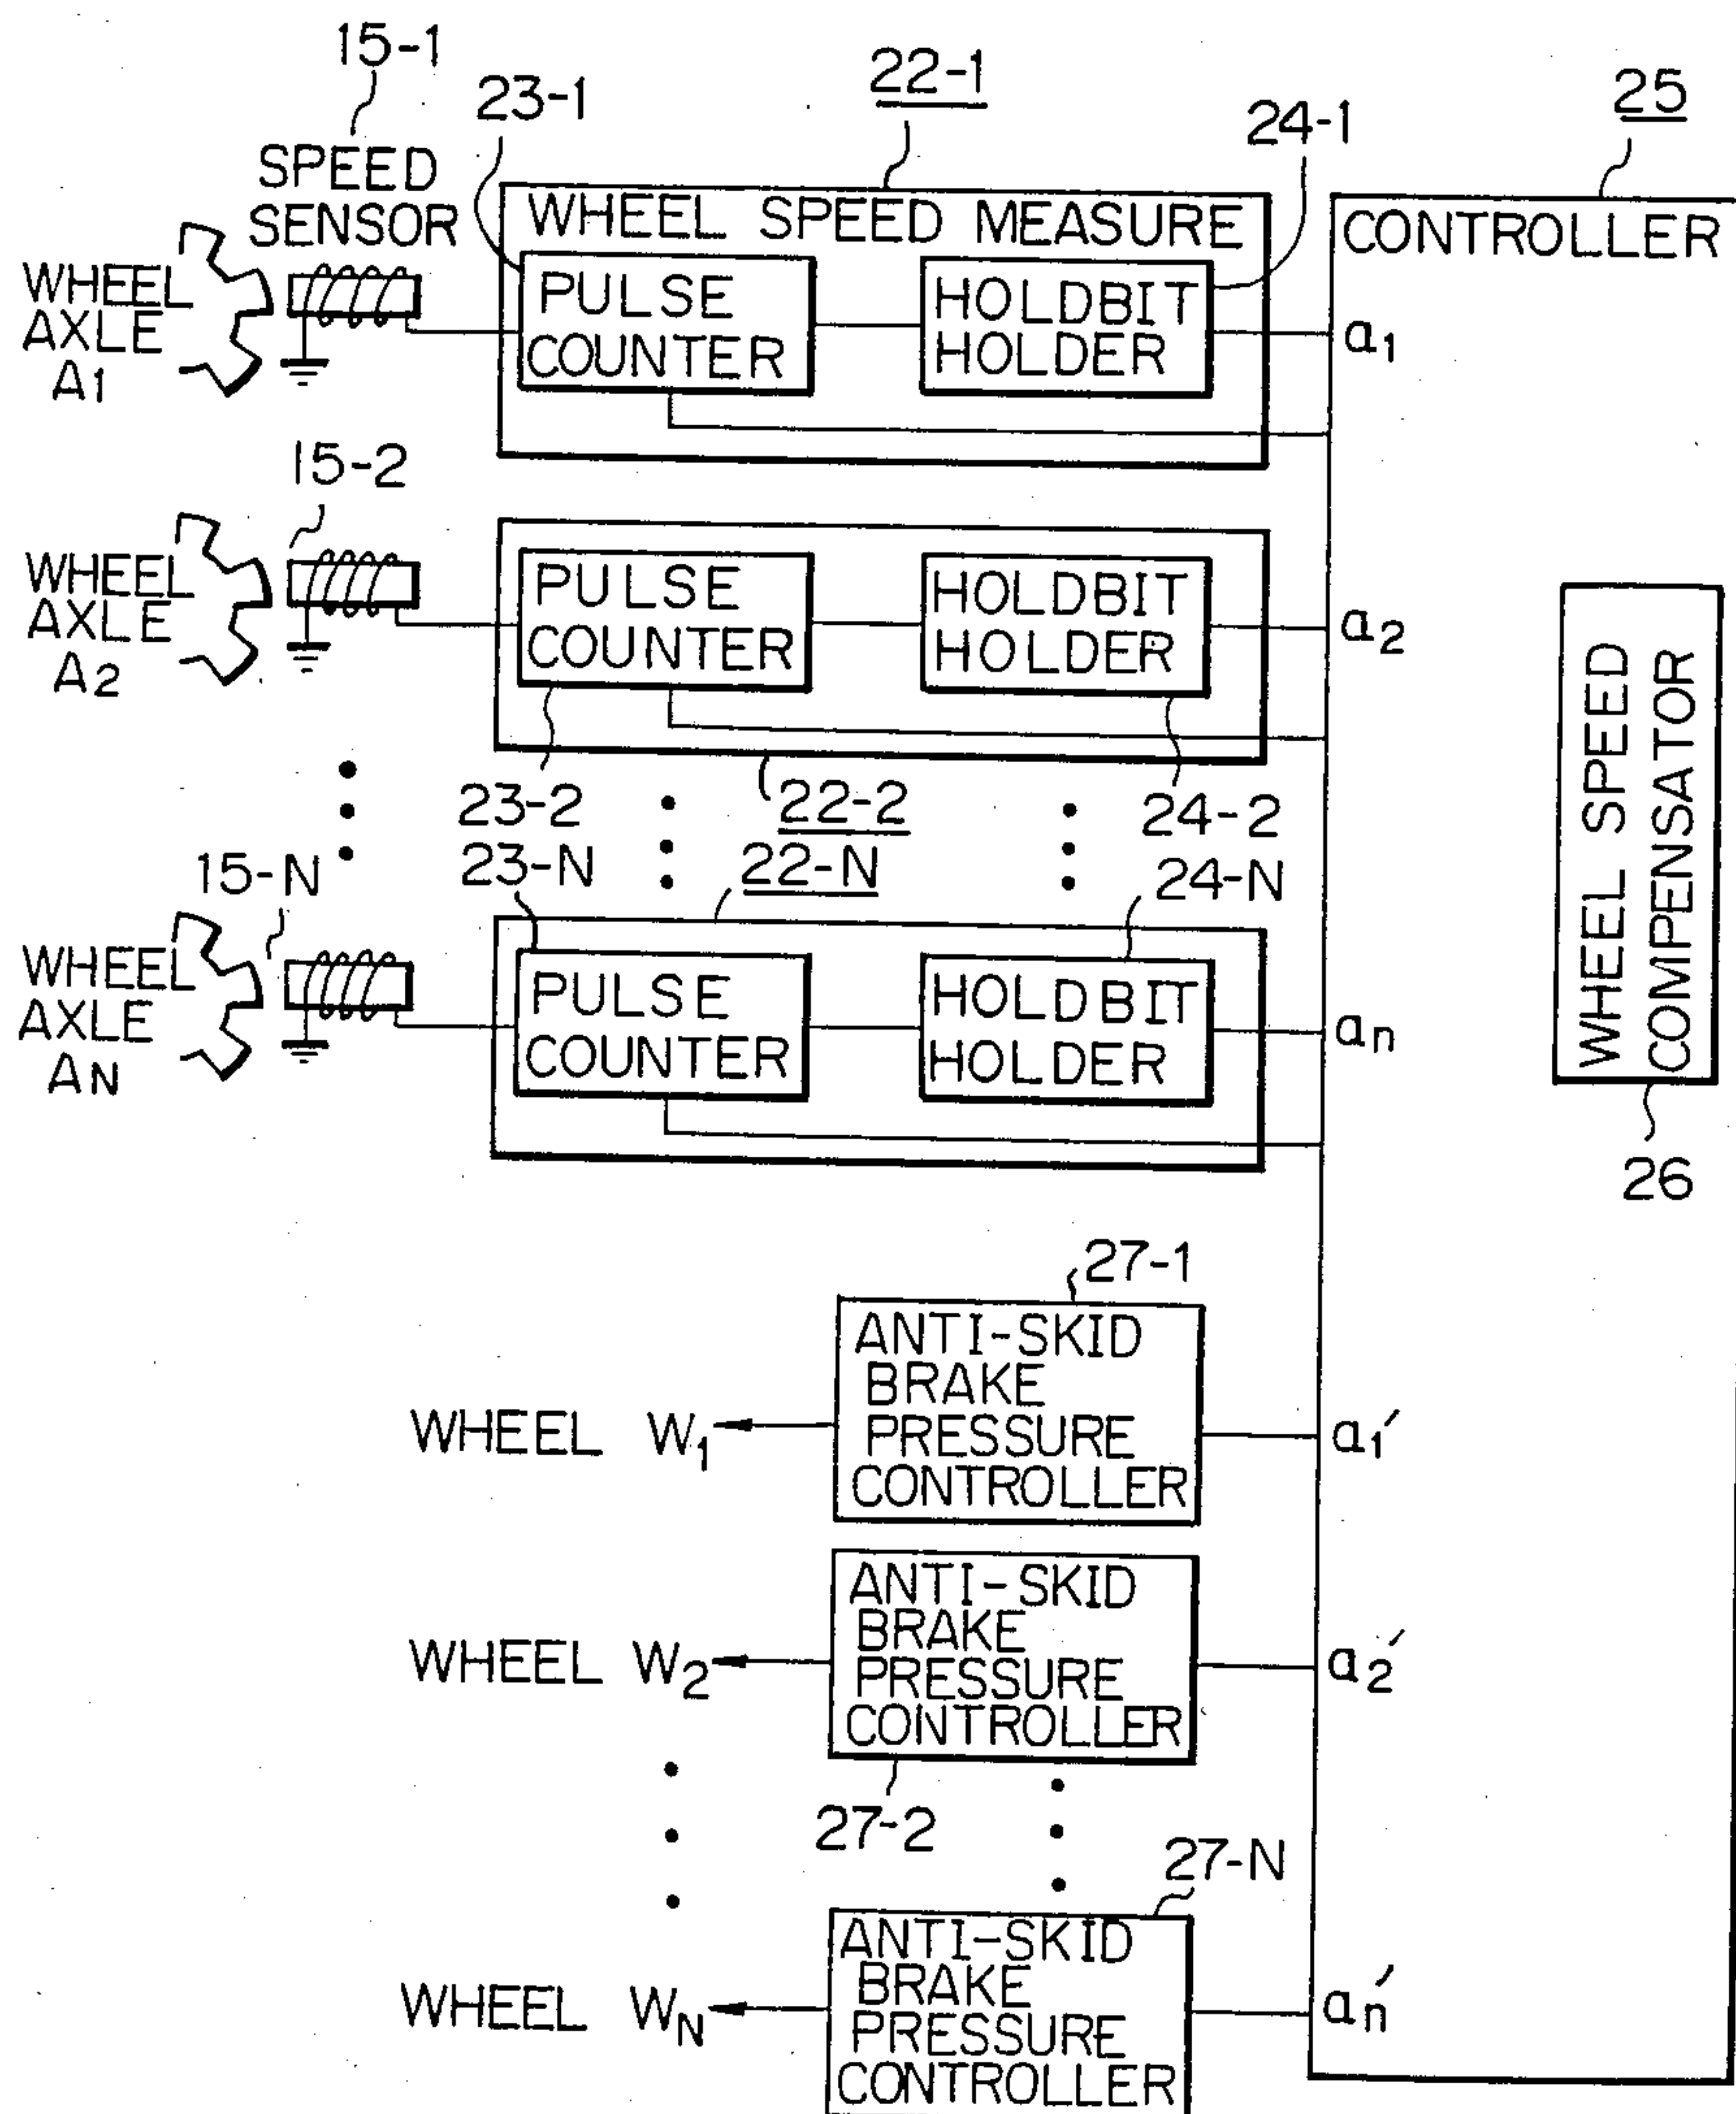 15-1
23-1
22-1
24-1
25
SPEED
SENSOR
WHEEL SPEED MEASURE
CONTROLLER
WHEEL
AXLE
A1
PULSE
COUNTER
HOLDBIT
HOLDER
a1
15-2
WHEEL
AXLE
A2
PULSE
COUNTER
HOLDBIT
HOLDER
a2
WHEEL SPEED
COMPENSATOR
26
23-2
22-2
24-2
15-N
23-N
22-N
24-N
WHEEL
AXLE
AN
PULSE
COUNTER
HOLDBIT
HOLDER
an
27-1
ANTI-SKID
BRAKE
PRESSURE
CONTROLLER
WHEEL W1
a1'
ANTI-SKID
BRAKE
PRESSURE
CONTROLLER
WHEEL W2
a2'
27-2
27-N
ANTI-SKID
BRAKE
PRESSURE
CONTROLLER
WHEEL WN
an'